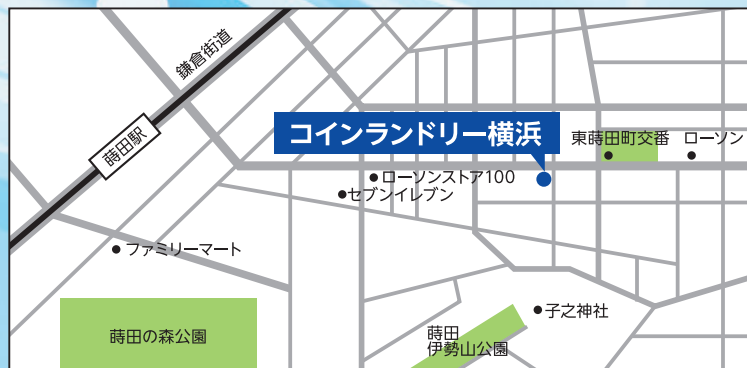 鎌倉街道
蒔田駅
コインランドリー横浜
東蒔田町交番
ローソン
ローソンストア100
セブンイレブン
ファミリーマート
子之神社
蒔田の森公園
蒔田
伊勢山公園